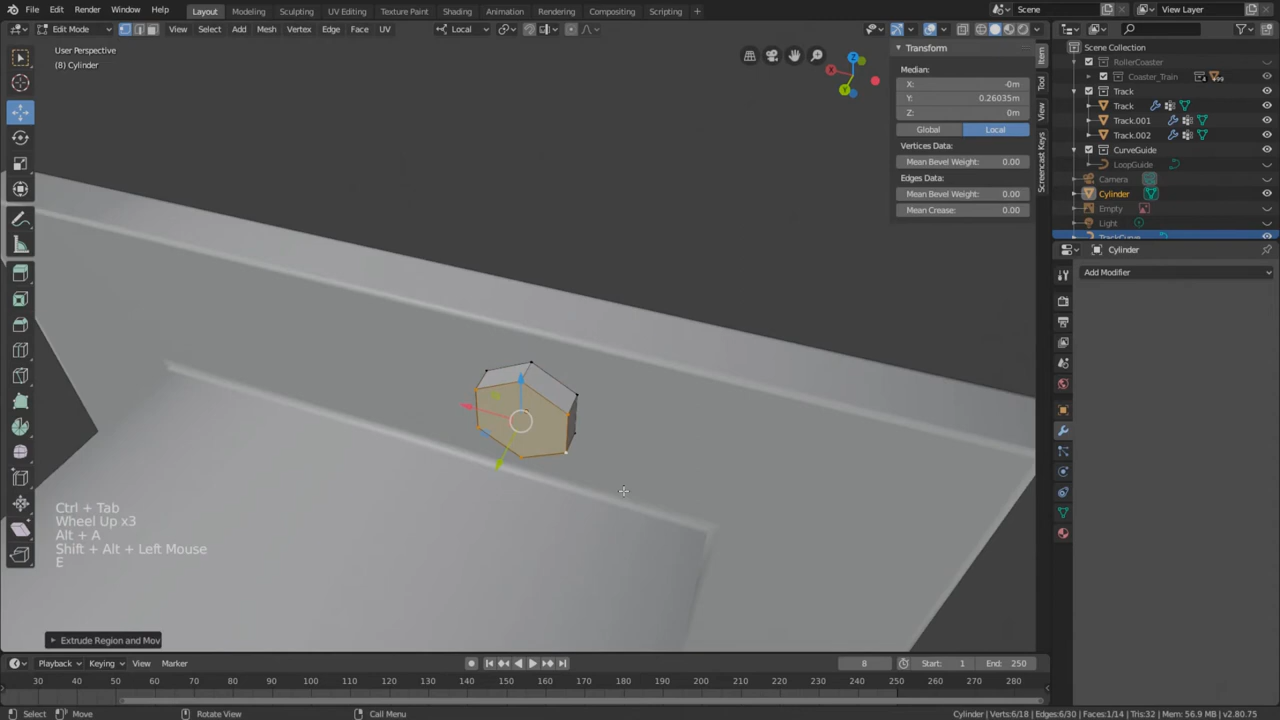 File Edit Render Window Help Layout Modeling Sculpting UV Editing Texture Paint Shading Animation Rendering Compositing Scripting + Scene View Layer
Edit Mode View Select Add Mesh Vertex Edge Face UV Local
User Perspective
(8) Cylinder
X
Z
Y
Transform
Median:
X: -0m
Y: 0.26035m
Z: 0m
Global Local
Vertices Data:
Mean Bevel Weight: 0.00
Edges Data:
Mean Bevel Weight: 0.00
Mean Crease: 0.00
Item
Tool
View
Screencast Keys
Scene Collection
RollerCoaster
Coaster_Train 99
Track
Track
Track.001
Track.002
CurveGuide
LoopGuide
Camera
Cylinder
Empty
Light
TrackCurve
Cylinder
Add Modifier
Ctrl + Tab
Wheel Up x3
Alt + A
Shift + Alt + Left Mouse
E
Extrude Region and Mov
Playback Keying View Marker 8 Start: 1 End: 250
30 40 50 60 70 80 90 100 110 120 130 140 150 160 170 180 190 200 210 220 230 240 250 260 270 280
Select Move Rotate View Call Menu Cylinder | Verts:6/18 | Edges:6/30 | Faces:1/14 | Tris:32 | Mem: 56.9 MB | v2.80.75